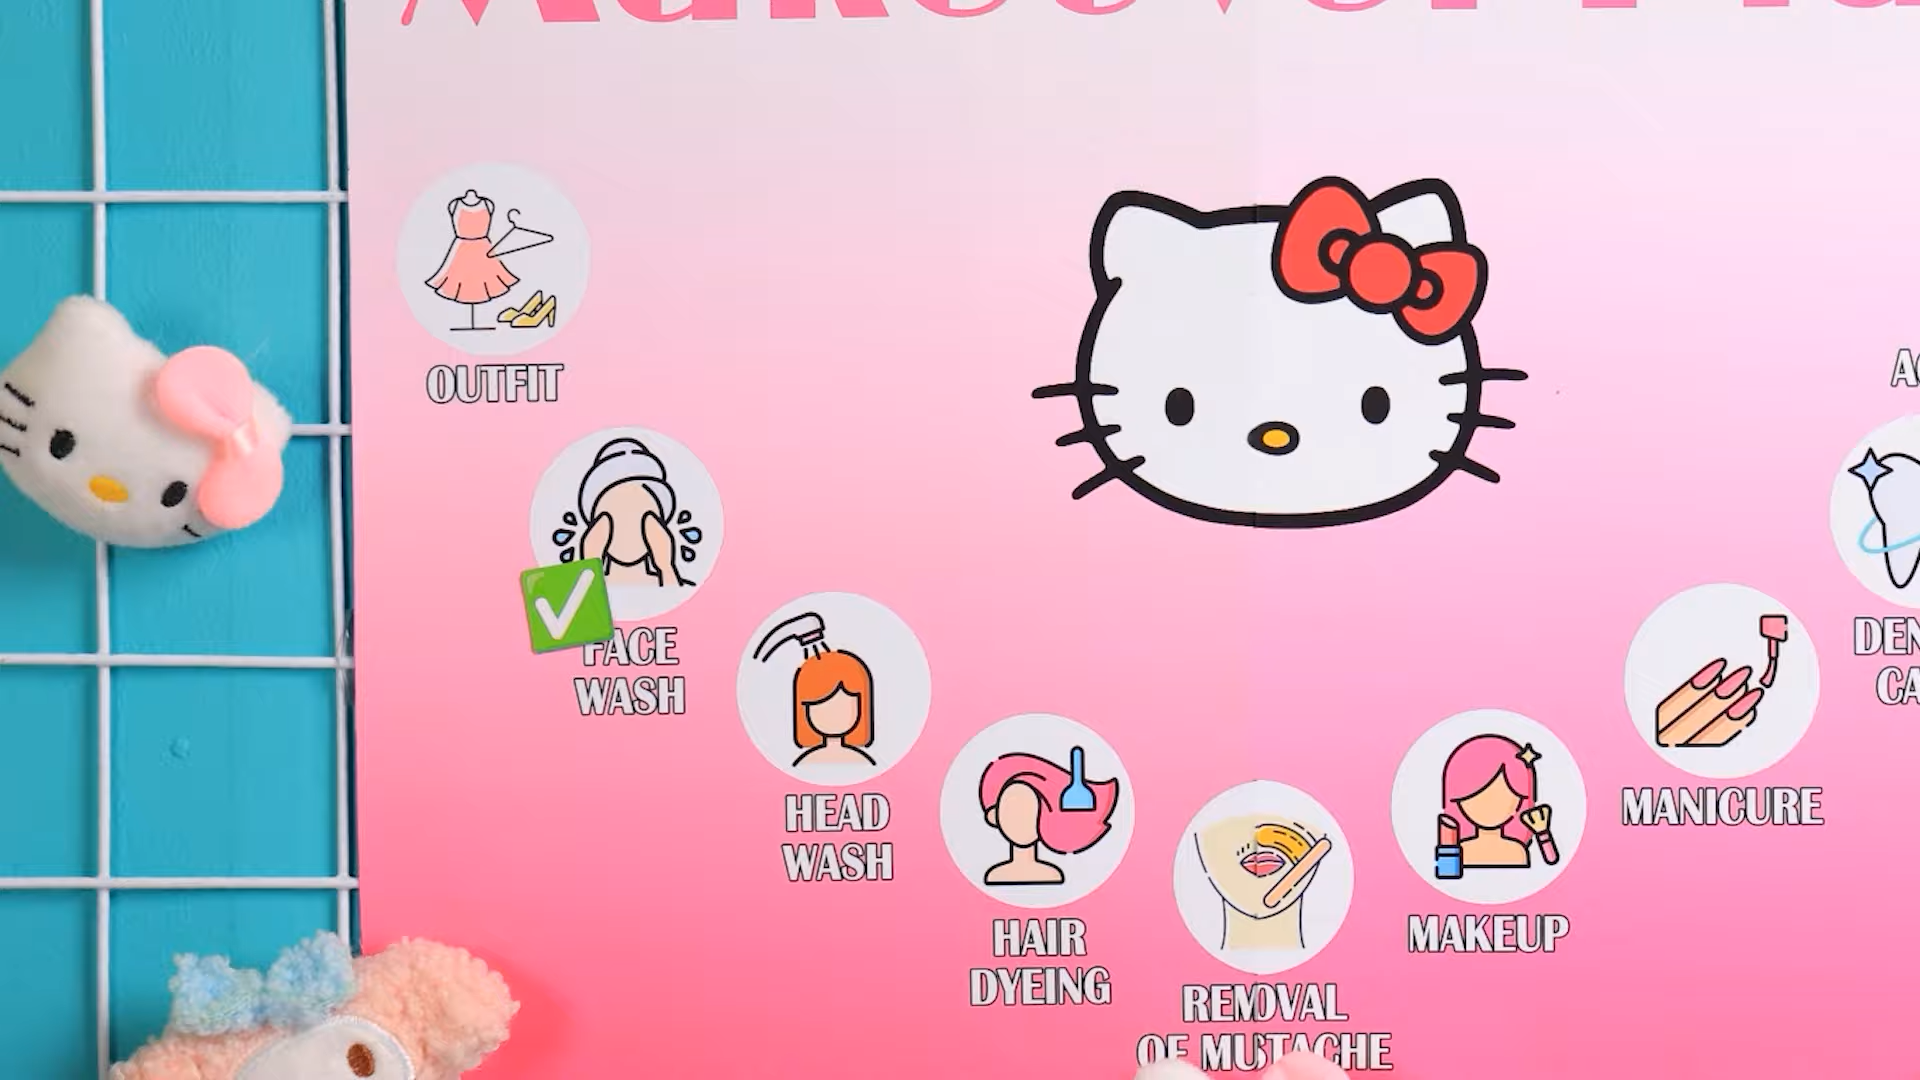 OUTFIT
FACE
WASH
HEAD
WASH
HAIR
DYEING
REMOVAL
OF MUSTACHE
MAKEUP
MANICURE